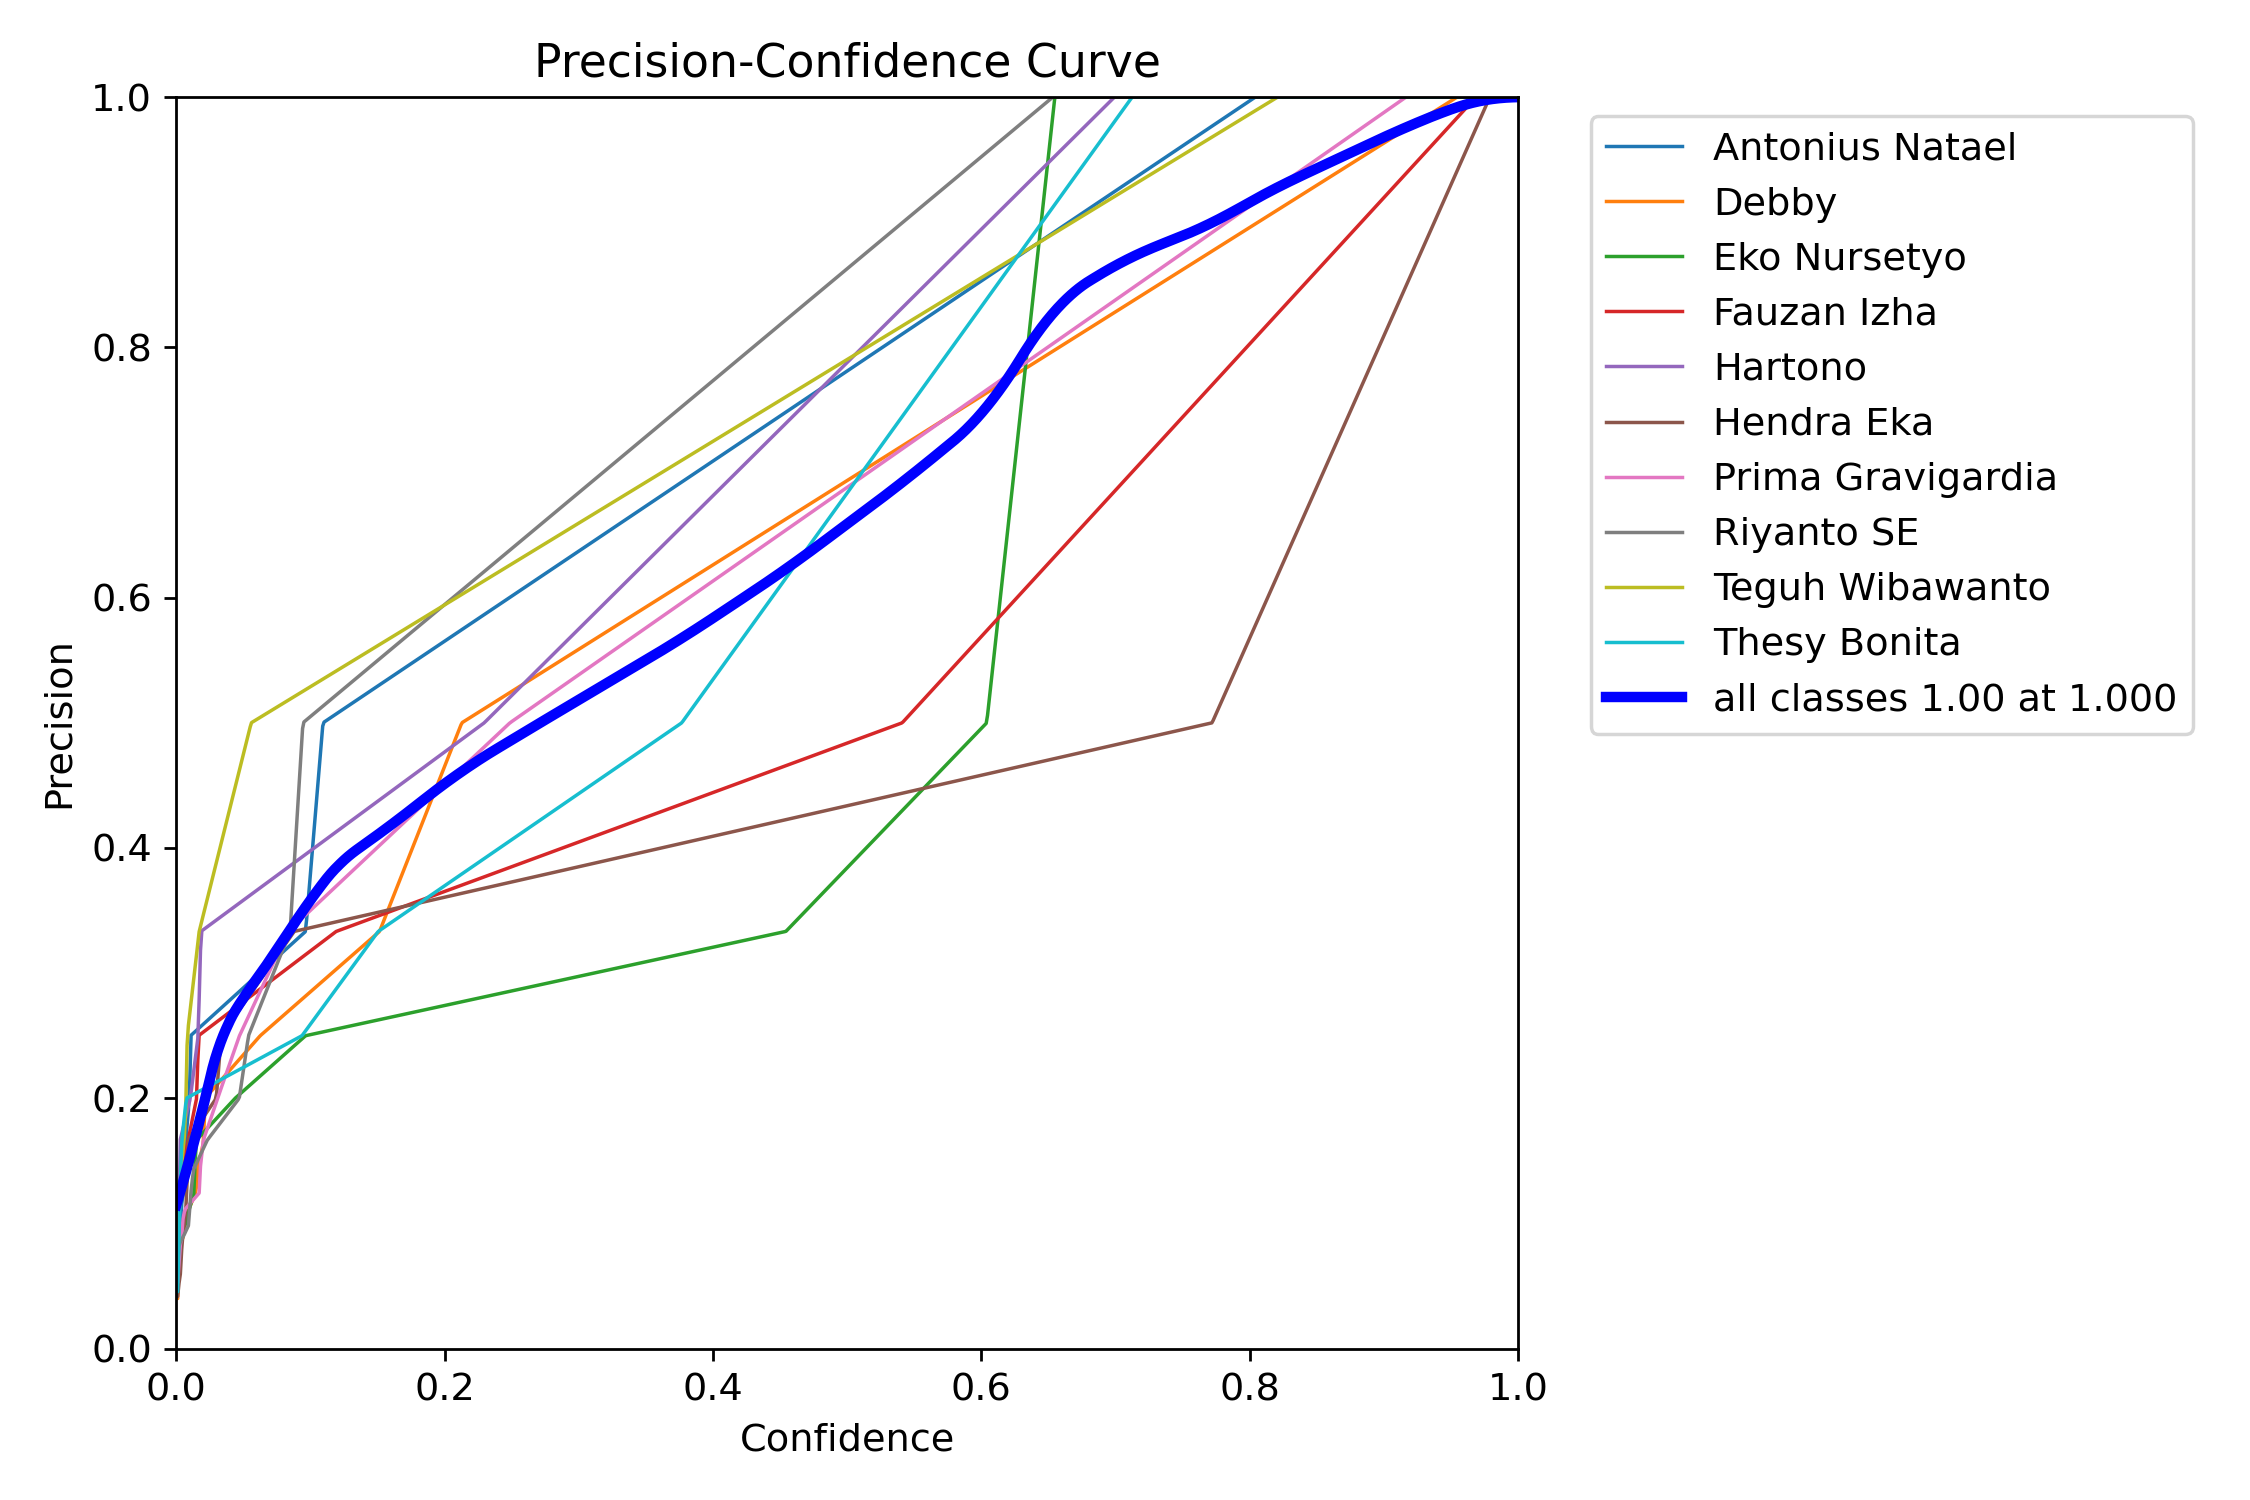 Precision-Confidence Curve
1.0
0.8
0.6
0.4
0.2
0.0
Precision
0.0 0.2 0.4 0.6 0.8 1.0
Confidence
Antonius Natael
Debby
Eko Nursetyo
Fauzan Izha
Hartono
Hendra Eka
Prima Gravigardia
Riyanto SE
Teguh Wibawanto
Thesy Bonita
all classes 1.00 at 1.000